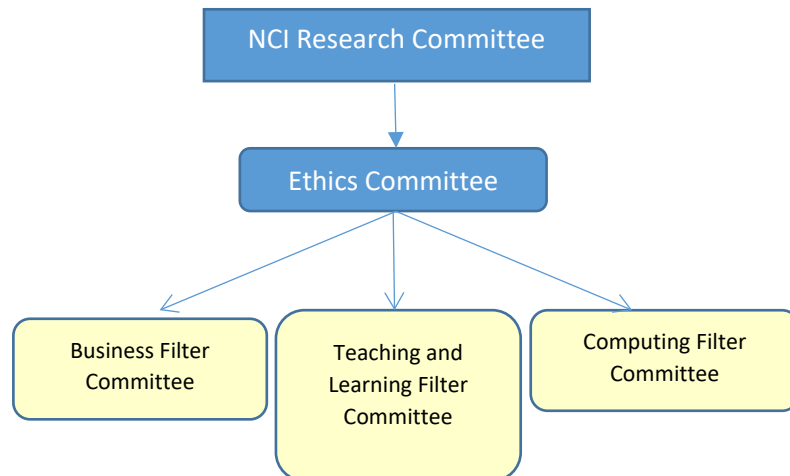 NCI Research Committee
Ethics Committee
Business Filter
Committee
Teaching and
Learning Filter
Committee
Computing Filter
Committee